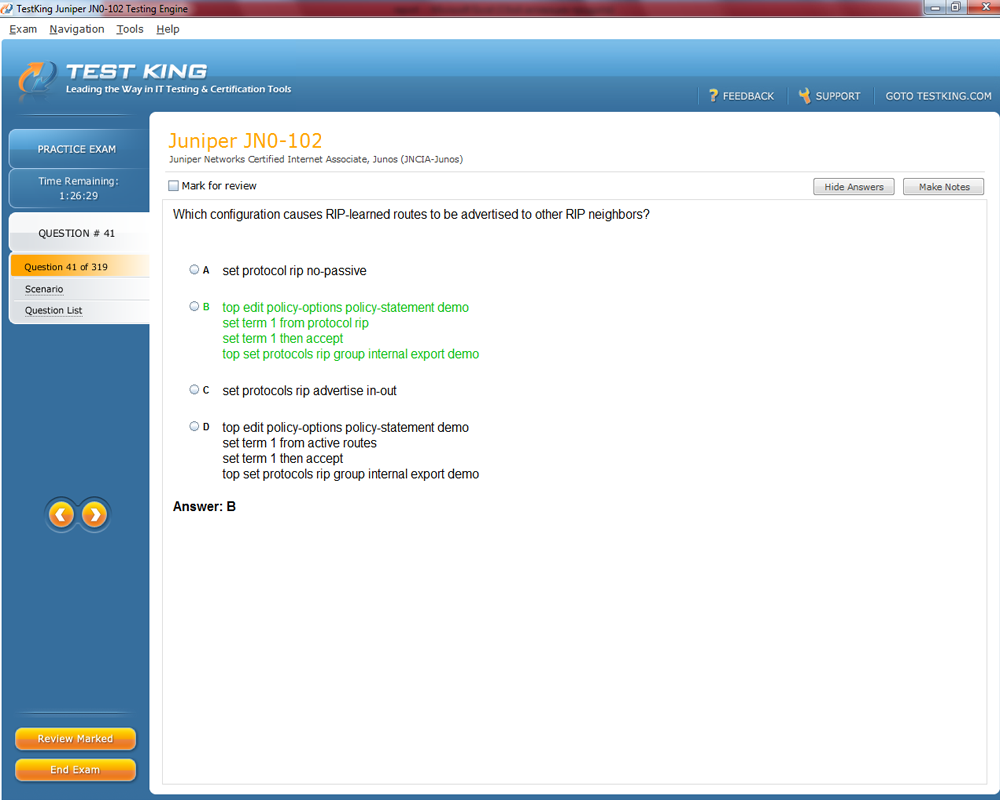 TestKing Juniper JN0-102 Testing Engine
Exam Navigation Tools Help
TEST KING
Leading the Way in IT Testing & Certification Tools
? FEEDBACK SUPPORT GOTO TESTKING.COM
PRACTICE EXAM
Time Remaining:
1:26:29
QUESTION # 41
Question 41 of 319
Scenario
Question List
Juniper JN0-102
Juniper Networks Certified Internet Associate, Junos (JNCIA-Junos)
Mark for review
Hide Answers Make Notes
Which configuration causes RIP-learned routes to be advertised to other RIP neighbors?
A set protocol rip no-passive
B top edit policy-options policy-statement demo
set term 1 from protocol rip
set term 1 then accept
top set protocols rip group internal export demo
C set protocols rip advertise in-out
D top edit policy-options policy-statement demo
set term 1 from active routes
set term 1 then accept
top set protocols rip group internal export demo
Answer: B
Review Marked
End Exam